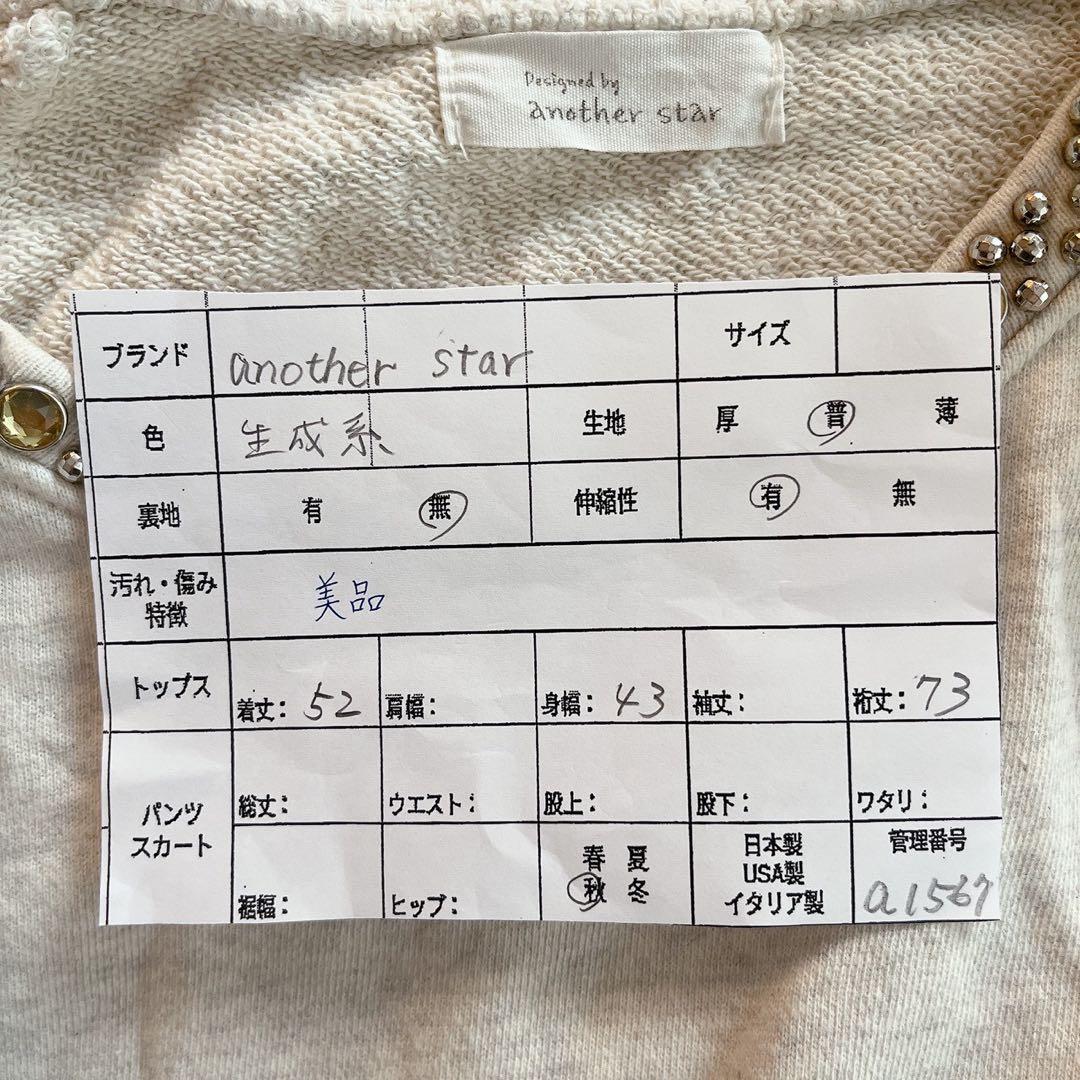 Designed by
another star
ブランド another star サイズ
色 生成系 生地 厚 普 薄
裏地 有 無 伸縮性 有 無
汚れ・傷み
特徴
美品
トップス 着丈: 52 肩幅: 身幅: 43 袖丈: 裄丈: 73
パンツ
スカート
総丈: ウエスト: 股上: 股下: ワタリ:
裾幅: ヒップ:
春 夏
秋 冬
日本製
USA製
イタリア製
管理番号
a1567